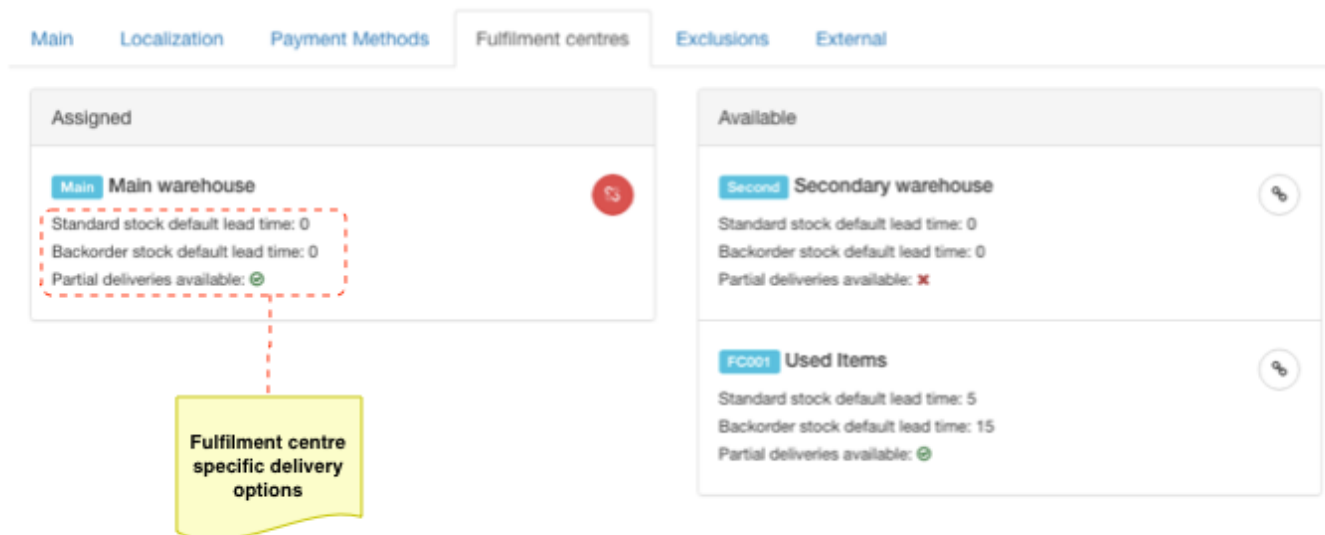 Main Localization Payment Methods Fulfilment centres Exclusions External
Assigned
Main Main warehouse
Standard stock default lead time: 0
Backorder stock default lead time: 0
Partial deliveries available:
Fulfilment centre
specific delivery
options
Available
Second Secondary warehouse
Standard stock default lead time: 0
Backorder stock default lead time: 0
Partial deliveries available:
FC001 Used Items
Standard stock default lead time: 5
Backorder stock default lead time: 15
Partial deliveries available: